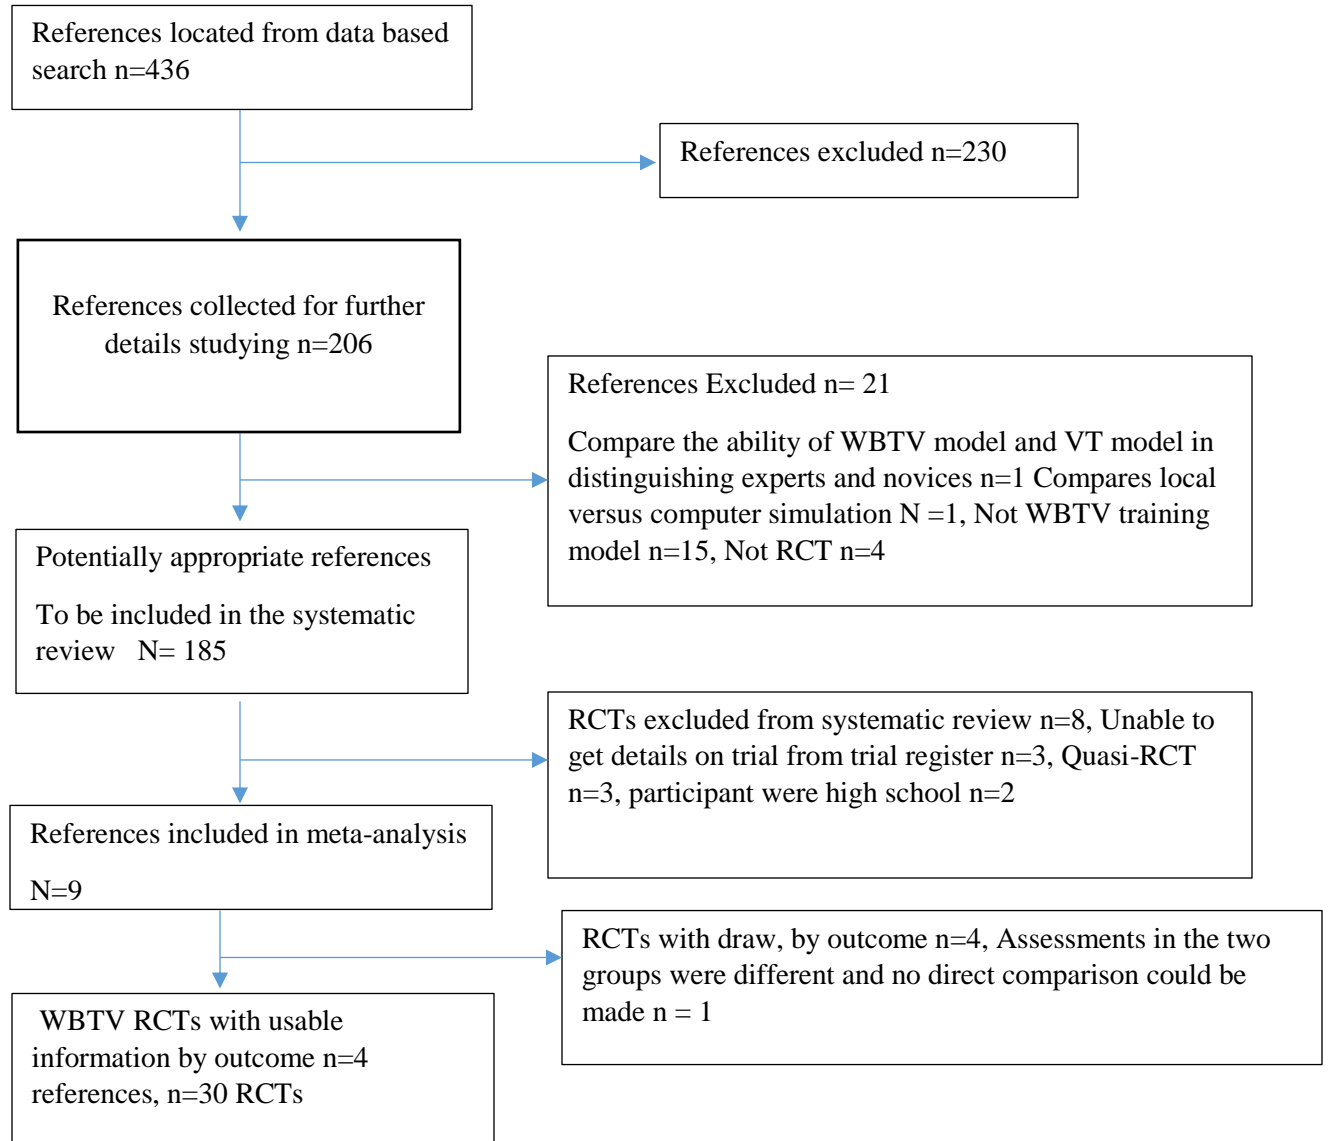 References located from data based
search n=436
References excluded n=230
References collected for further
details studying n=206
References Excluded n= 21
Compare the ability of WBTV model and VT model in
distinguishing experts and novices n=1 Compares local
versus computer simulation N =1, Not WBTV training
model n=15, Not RCT n=4
Potentially appropriate references
To be included in the systematic
review N= 185
RCTs excluded from systematic review n=8, Unable to
get details on trial from trial register n=3, Quasi-RCT
n=3, participant were high school n=2
References included in meta-analysis
N=9
RCTs with draw, by outcome n=4, Assessments in the two
groups were different and no direct comparison could be
made n = 1
WBTV RCTs with usable
information by outcome n=4
references, n=30 RCTs